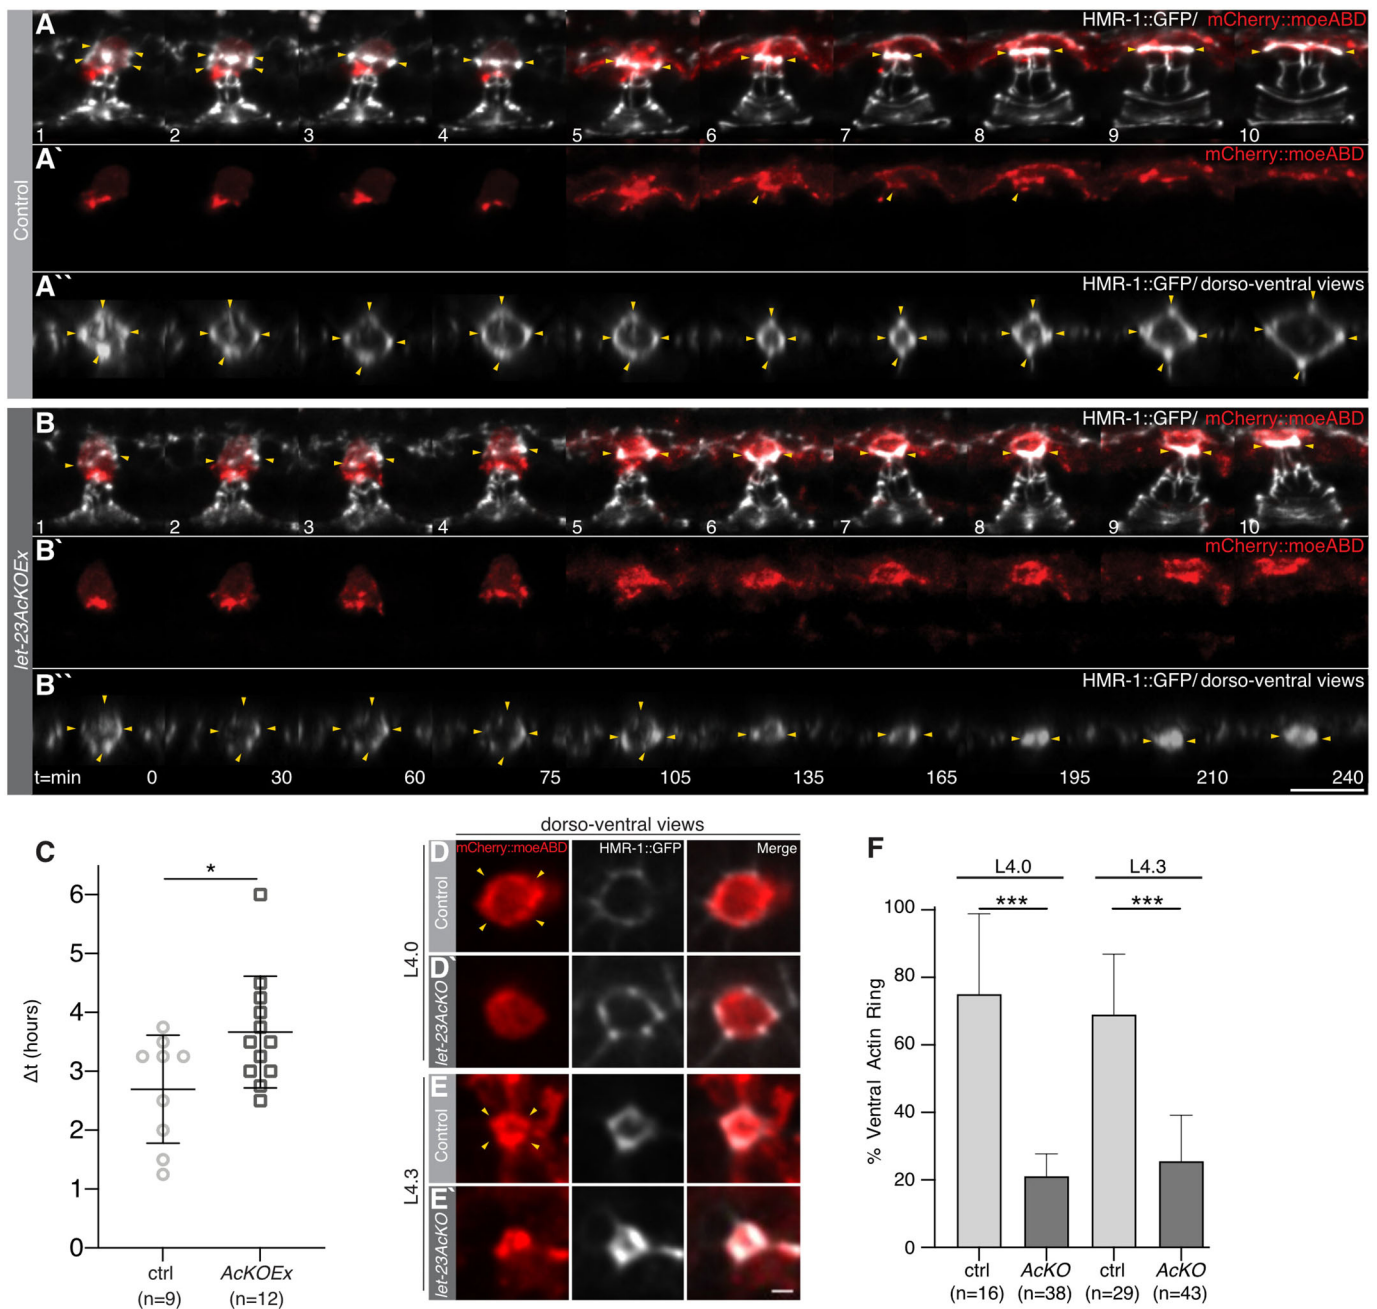 A
HMR-1::GFP/ mCherry::moeABD
1 2 3 4 5 6 7 8 9 10
A`
mCherry::moeABD
Control
A``
HMR-1::GFP/dorso-ventral views
B
HMR-1::GFP/ mCherry::moeABD
1 2 3 4 5 6 7 8 9 10
B`
mCherry::moeABD
let-23AcKOEx
B``
HMR-1::GFP/dorso-ventral views
t=min 0 30 60 75 105 135 165 195 210 240
C
*
6
5
4
3
2
1
0
Δt (hours)
ctrl AcKOEx
(n=9) (n=12)
dorso-ventral views
D
mCherry::moeABD HMR-1::GFP Merge
Control
L4.0
D`
let-23AcKO
E
Control
L4.3
E`
let-23AcKO
F
L4.0 L4.3
*** ***
100
80
60
40
20
0
% Ventral Actin Ring
ctrl AcKO ctrl AcKO
(n=16) (n=38) (n=29) (n=43)